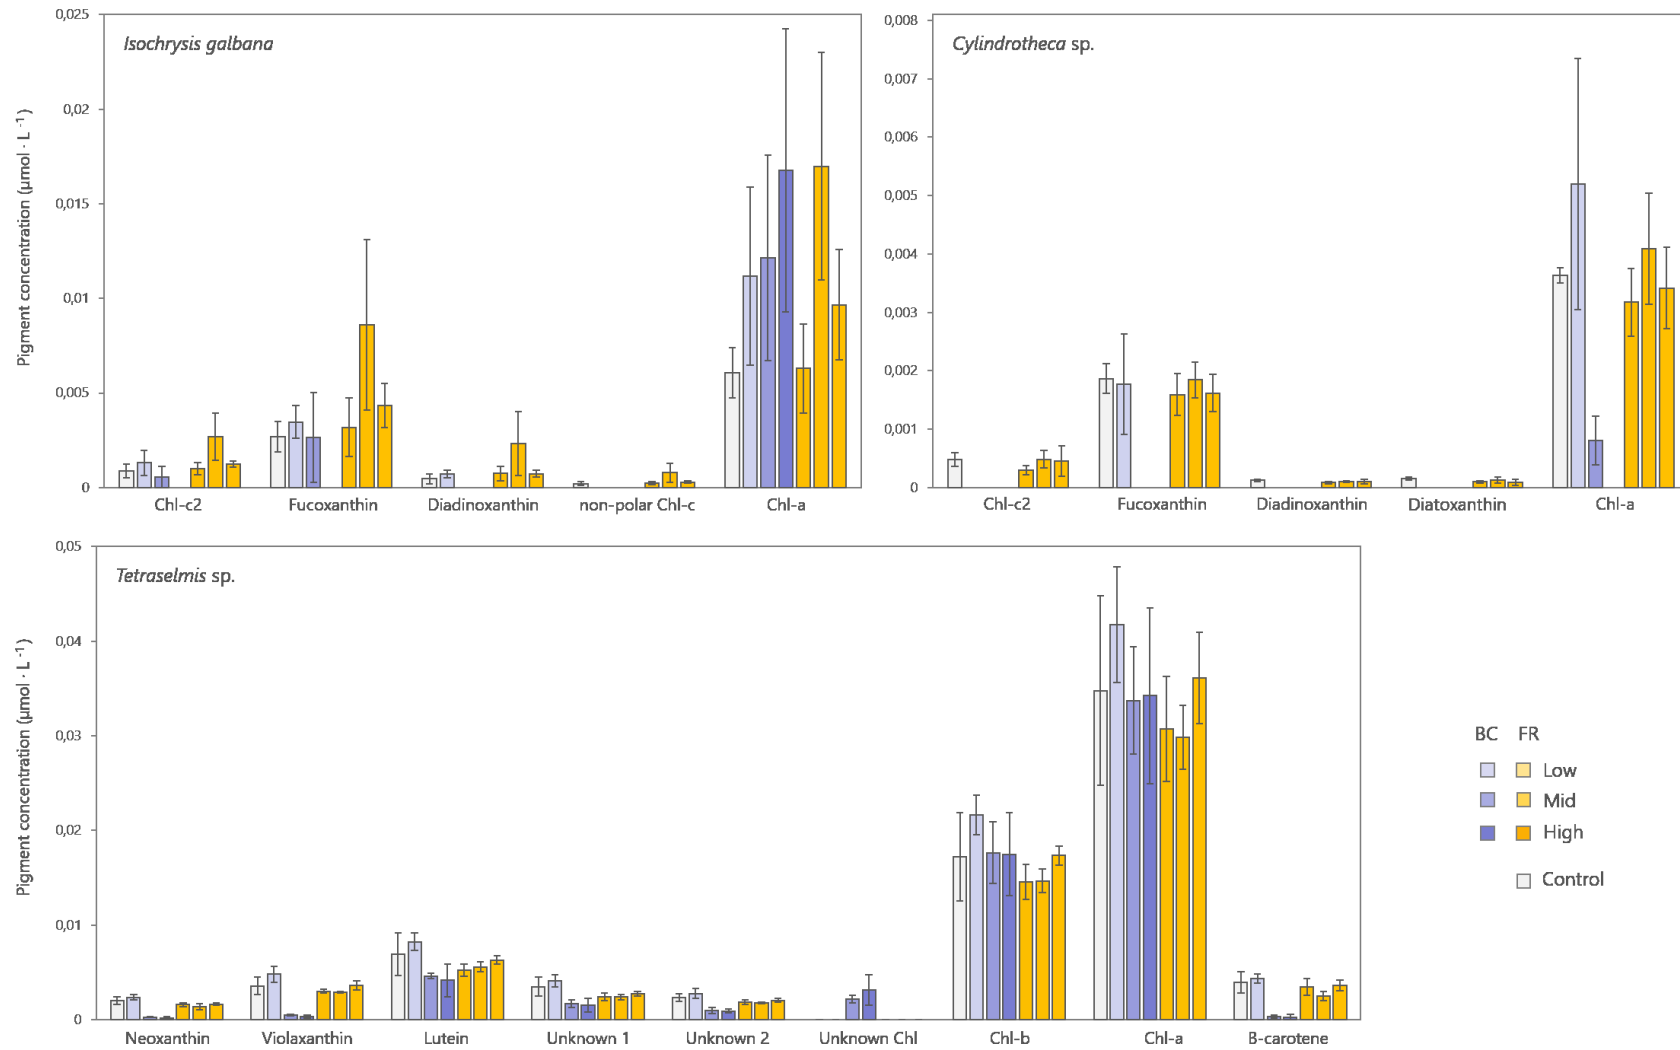 Isochrysis galbana
Pigment concentration (µmol · L⁻¹)
0,025
0,02
0,015
0,01
0,005
0
Chl-c2 Fucoxanthin Diadinoxanthin non-polar Chl-c Chl-a
Cylindrotheca sp.
0,008
0,007
0,006
0,005
0,004
0,003
0,002
0,001
0
Chl-c2 Fucoxanthin Diadinoxanthin Diatoxanthin Chl-a
Tetraselmis sp.
Pigment concentration (µmol · L⁻¹)
0,05
0,04
0,03
0,02
0,01
0
Neoxanthin Violaxanthin Lutein Unknown 1 Unknown 2 Unknown Chl Chl-b Chl-a B-carotene
BC FR
Low
Mid
High
Control